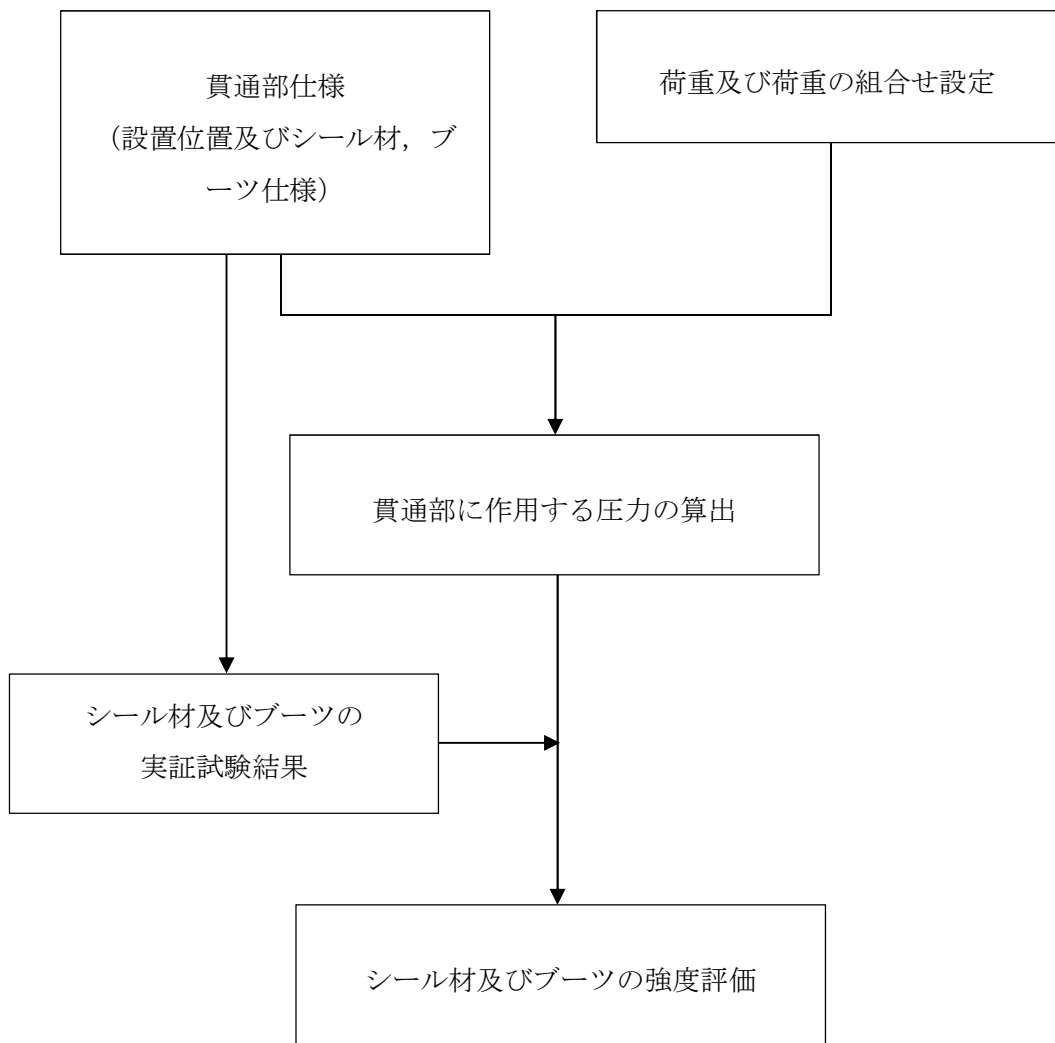 貫通部仕様
（設置位置及びシール材，ブ
ーツ仕様）
荷重及び荷重の組合せ設定
貫通部に作用する圧力の算出
シール材及びブーツの
実証試験結果
シール材及びブーツの強度評価